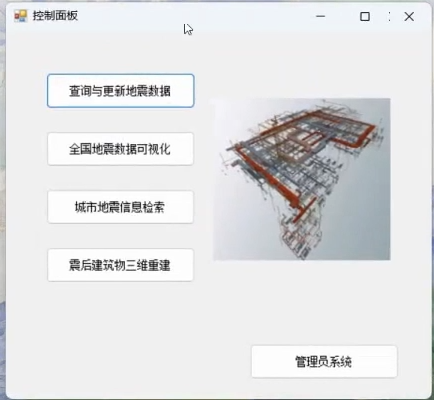 控制面板
查询与更新地震数据
全国地震数据可视化
城市地震信息检索
震后建筑物三维重建
管理员系统